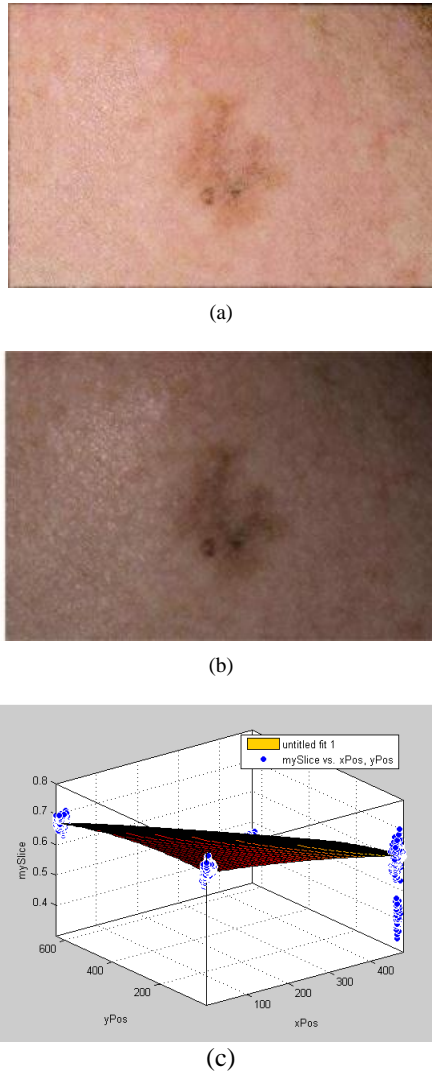 (a)
(b)
untitled fit 1
mySlice vs. xPos, yPos
0.8
0.7
0.6
0.5
0.4
mySlice
600
400
200
yPos
100
200
300
400
xPos
(c)